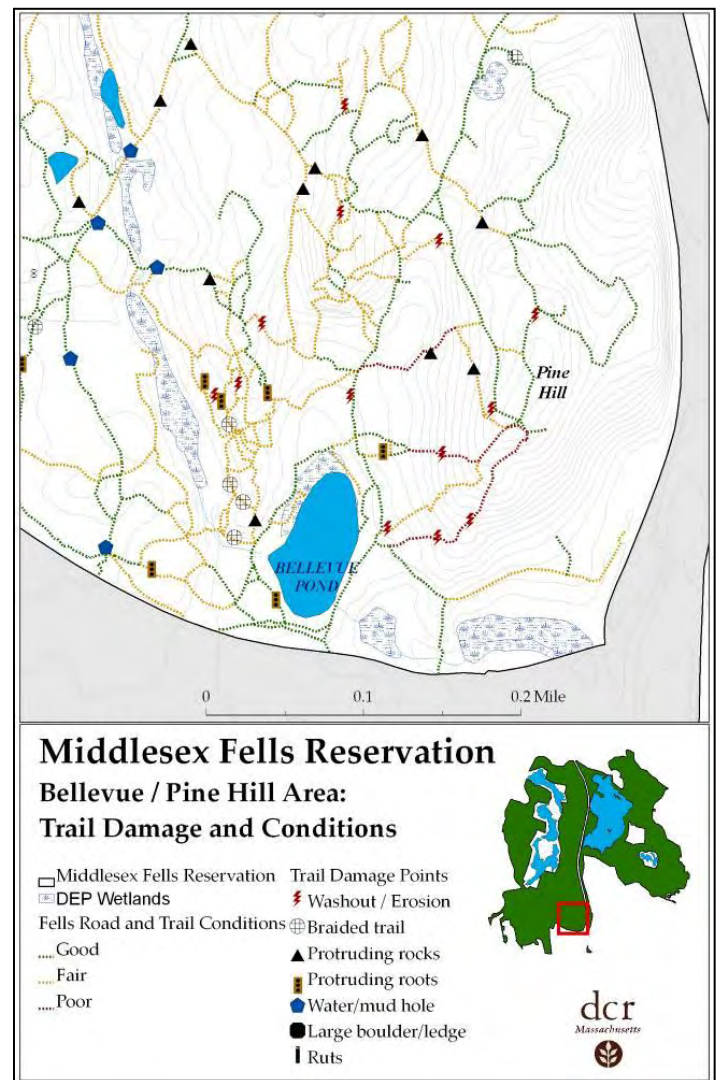 Pine
Hill
BELLEVUE
POND
0 0.1 0.2 Mile
Middlesex Fells Reservation
Bellevue / Pine Hill Area:
Trail Damage and Conditions
Middlesex Fells Reservation
DEP Wetlands
Fells Road and Trail Conditions
Good
Fair
Poor
Trail Damage Points
Washout / Erosion
Braided trail
Protruding rocks
Protruding roots
Water/mud hole
Large boulder/ledge
Ruts
dcr
Massachusetts